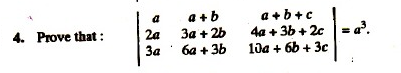 a a + b a + b + c
4. Prove that : 2a 3a + 2b 4a + 3b + 2c = a³.
3a 6a + 3b 10a + 6b + 3c